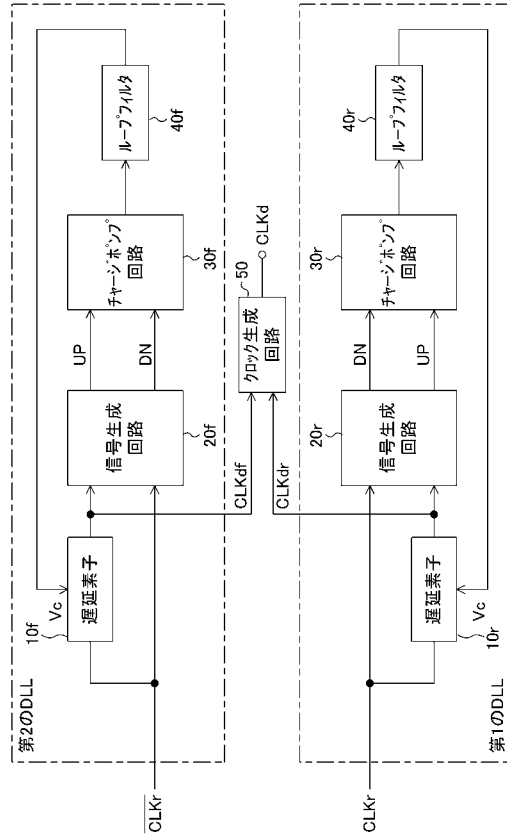 第2のDLL
10f
Vc
遅延素子
20f
信号生成
回路
UP
DN
30f
チャージポンプ
回路
40f
ループフィルタ
CLKr
CLKdf
CLKdr
50
クロック生成
回路
CLKd
第1のDLL
CLKr
10r
Vc
遅延素子
20r
信号生成
回路
DN
UP
30r
チャージポンプ
回路
40r
ループフィルタ